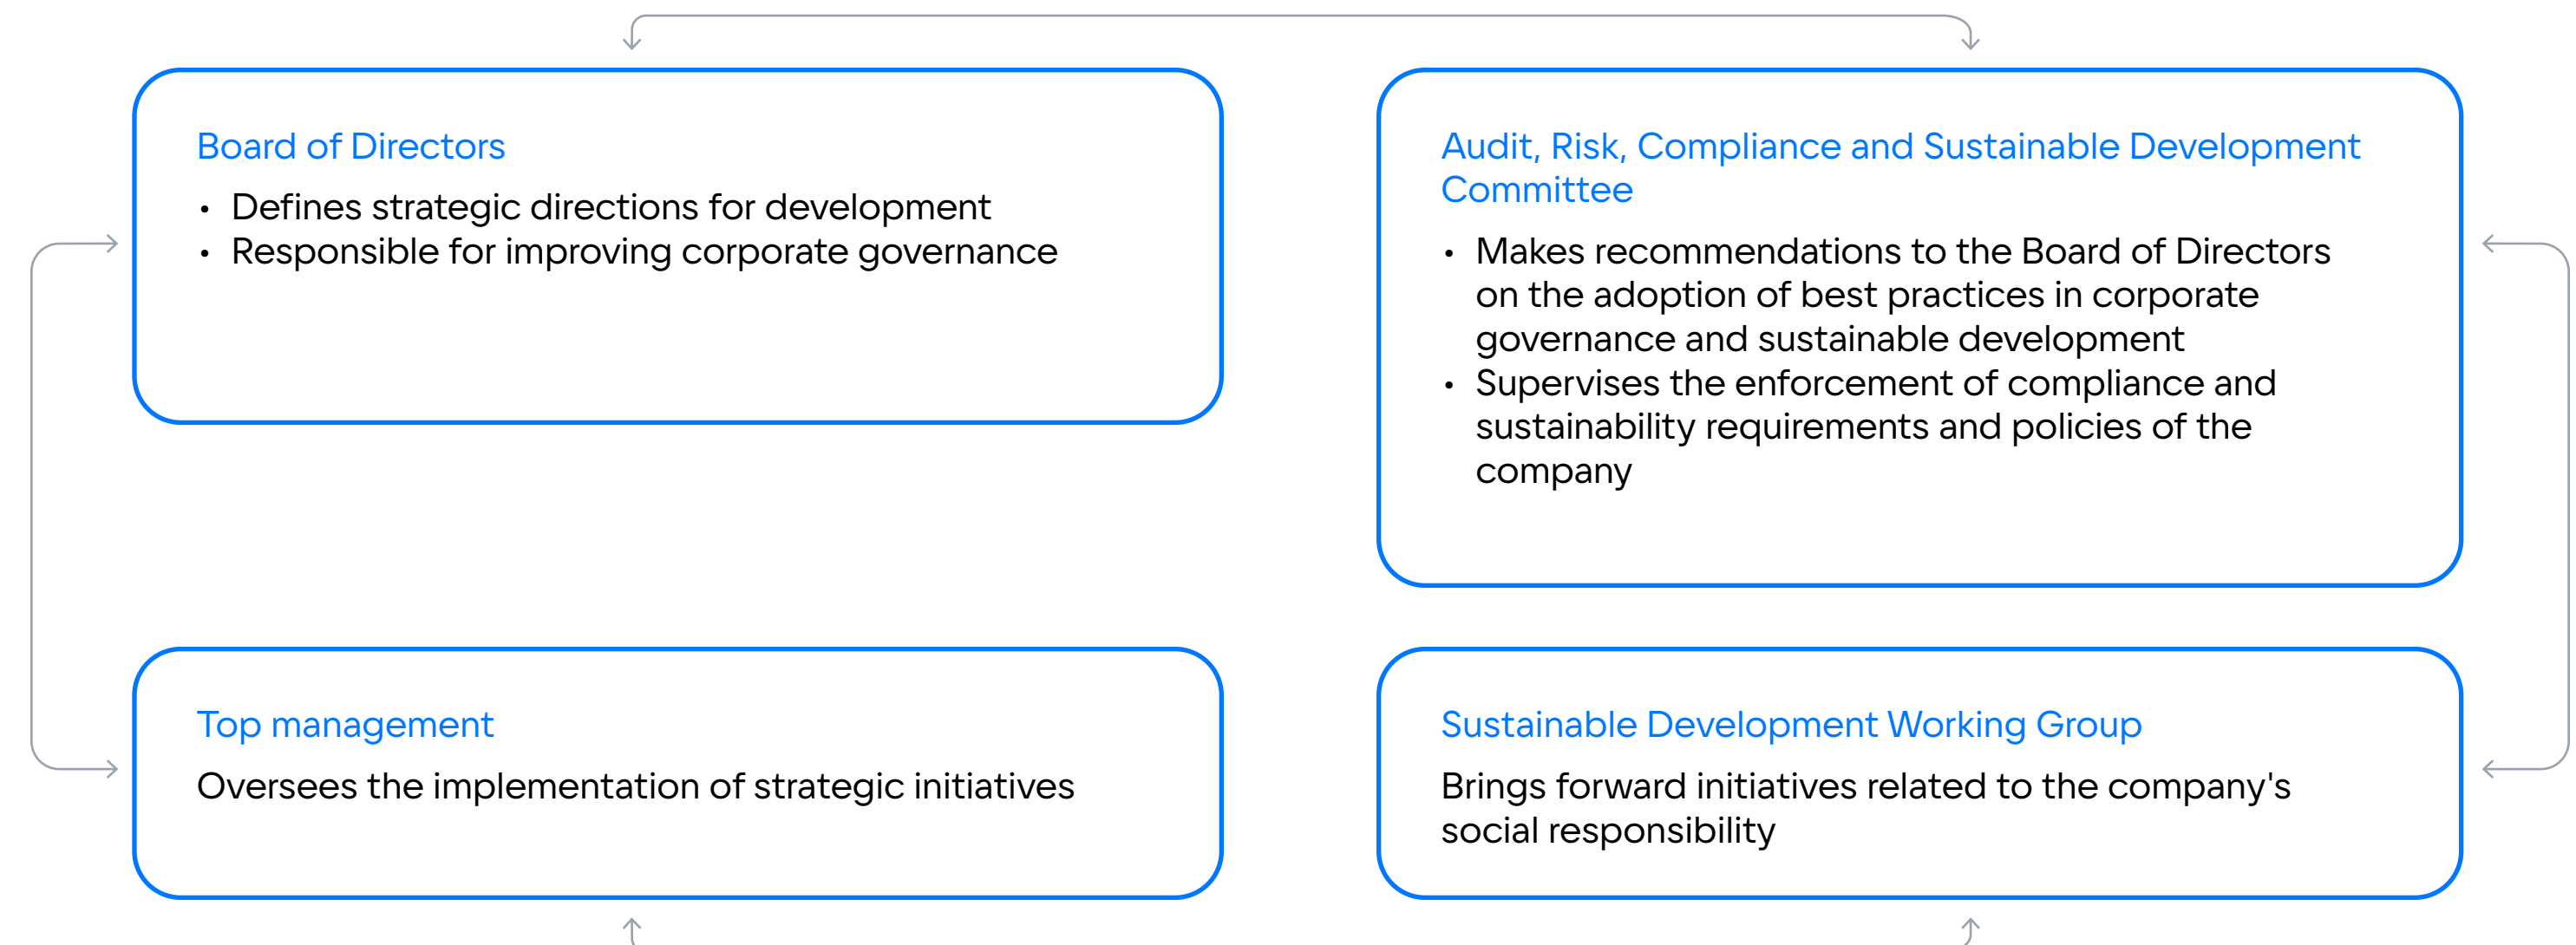 Board of Directors
• Defines strategic directions for development
• Responsible for improving corporate governance
Audit, Risk, Compliance and Sustainable Development
Committee
• Makes recommendations to the Board of Directors
on the adoption of best practices in corporate
governance and sustainable development
• Supervises the enforcement of compliance and
sustainability requirements and policies of the
company
Top management
Oversees the implementation of strategic initiatives
Sustainable Development Working Group
Brings forward initiatives related to the company's
social responsibility